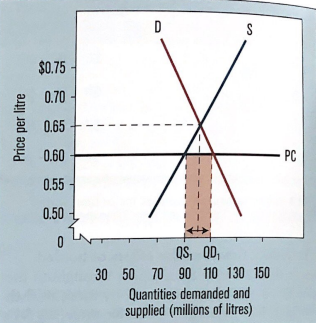 D
S
Price per litre
$0.75
0.70
0.65
0.60
PC
0.55
0.50
0
QS₁
QD₁
30 50 70 90 110 130 150
Quantities demanded and
supplied (millions of litres)